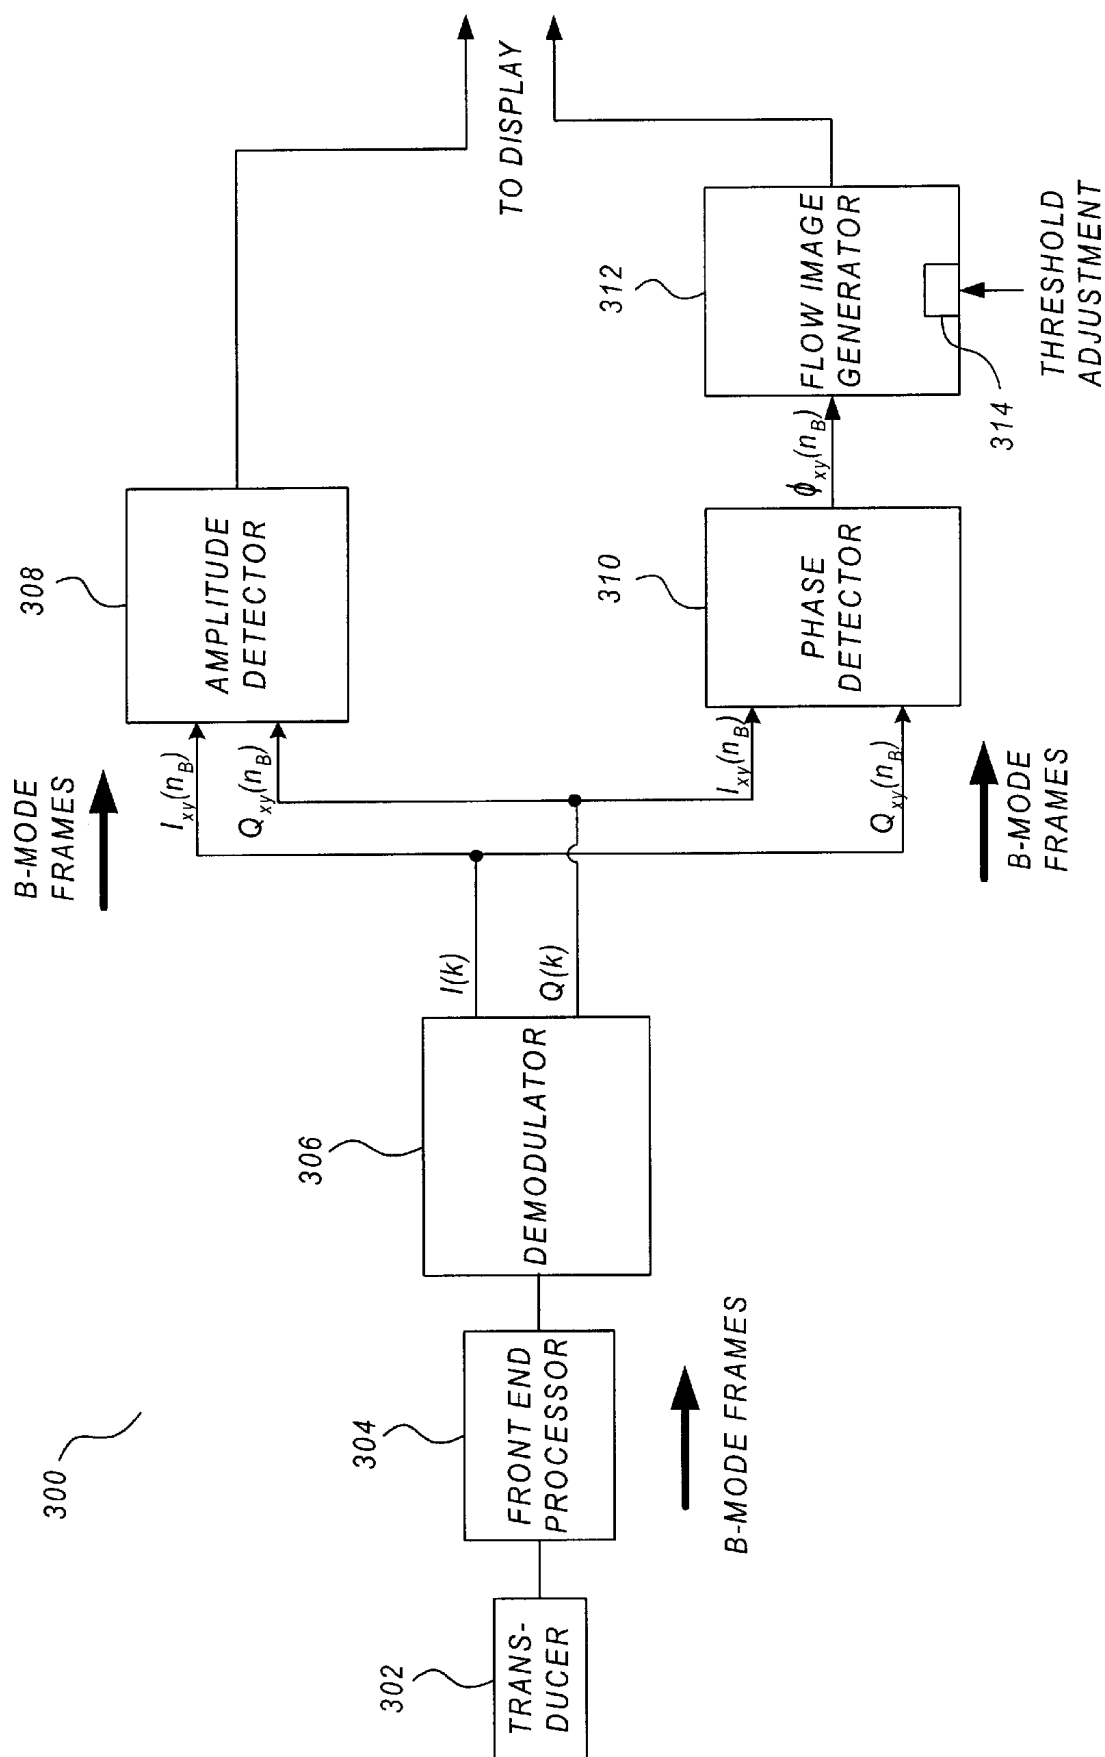 300
302
TRANS-
DUCER
304
FRONT END
PROCESSOR
B-MODE FRAMES
306
DEMODULATOR
I(k)
Q(k)
B-MODE
FRAMES
I_xy(n_B)
Q_xy(n_B)
308
AMPLITUDE
DETECTOR
I_xy(n_B)
Q_xy(n_B)
B-MODE
FRAMES
310
PHASE
DETECTOR
ϕ_xy(n_B)
312
FLOW IMAGE
GENERATOR
314
THRESHOLD
ADJUSTMENT
TO DISPLAY